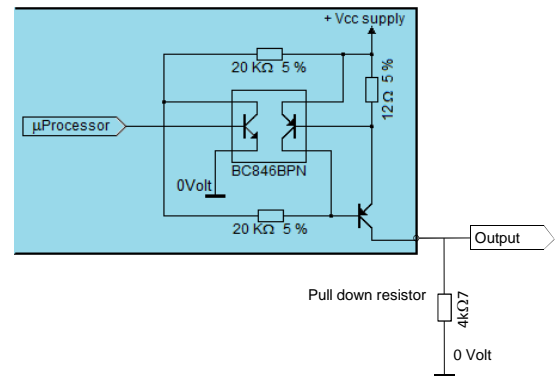 + Vcc supply
20 KΩ 5 %
12Ω 5 %
µProcessor
BC846BPN
0Volt
20 KΩ 5 %
Output
Pull down resistor
4kΩ7
0 Volt